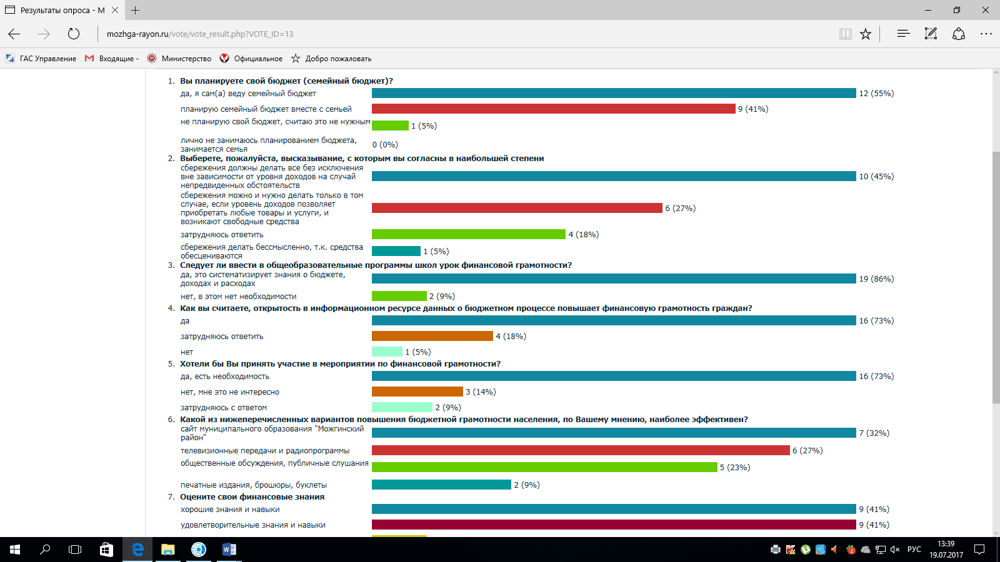 Результаты опроса - М
mozhga-rayon.ru/vote/vote_result.php?VOTE_ID=13
ГАС Управление Входящие - Министерство Официальное Добро пожаловать
1. Вы планируете свой бюджет (семейный бюджет)?
да, я сам(а) веду семейный бюджет 12 (55%)
планирую семейный бюджет вместе с семьей 9 (41%)
не планирую свой бюджет, считаю это не нужным 1 (5%)
лично не занимаюсь планированием бюджета,
занимается семья 0 (0%)
2. Выберете, пожалуйста, высказывание, с которым вы согласны в наибольшей степени
сбережения должны делать все без исключения
вне зависимости от уровня доходов на случай 10 (45%)
непредвиденных обстоятельств
сбережения можно и нужно делать только в том
случае, если уровень доходов позволяет 6 (27%)
приобретать любые товары и услуги, и
возникают свободные средства
затрудняюсь ответить 4 (18%)
сбережения делать бессмысленно, т.к. средства 1 (5%)
обесцениваются
3. Следует ли ввести в общеобразовательные программы школ урок финансовой грамотности?
да, это систематизирует знания о бюджете, 19 (86%)
доходах и расходах
нет, в этом нет необходимости 2 (9%)
4. Как вы считаете, открытость в информационном ресурсе данных о бюджетном процессе повышает финансовую грамотность граждан?
да 16 (73%)
затрудняюсь ответить 4 (18%)
нет 1 (5%)
5. Хотели бы Вы принять участие в мероприятии по финансовой грамотности?
да, есть необходимость 16 (73%)
нет, мне это не интересно 3 (14%)
затрудняюсь с ответом 2 (9%)
6. Какой из нижеперечисленных вариантов повышения бюджетной грамотности населения, по Вашему мнению, наиболее эффективен?
сайт муниципального образования "Можгинский 7 (32%)
район"
телевизионные передачи и радиопрограммы 6 (27%)
общественные обсуждения, публичные слушания 5 (23%)
печатные издания, брошюры, буклеты 2 (9%)
7. Оцените свои финансовые знания
хорошие знания и навыки 9 (41%)
удовлетворительные знания и навыки 9 (41%)
РУС
13:39
19.07.2017